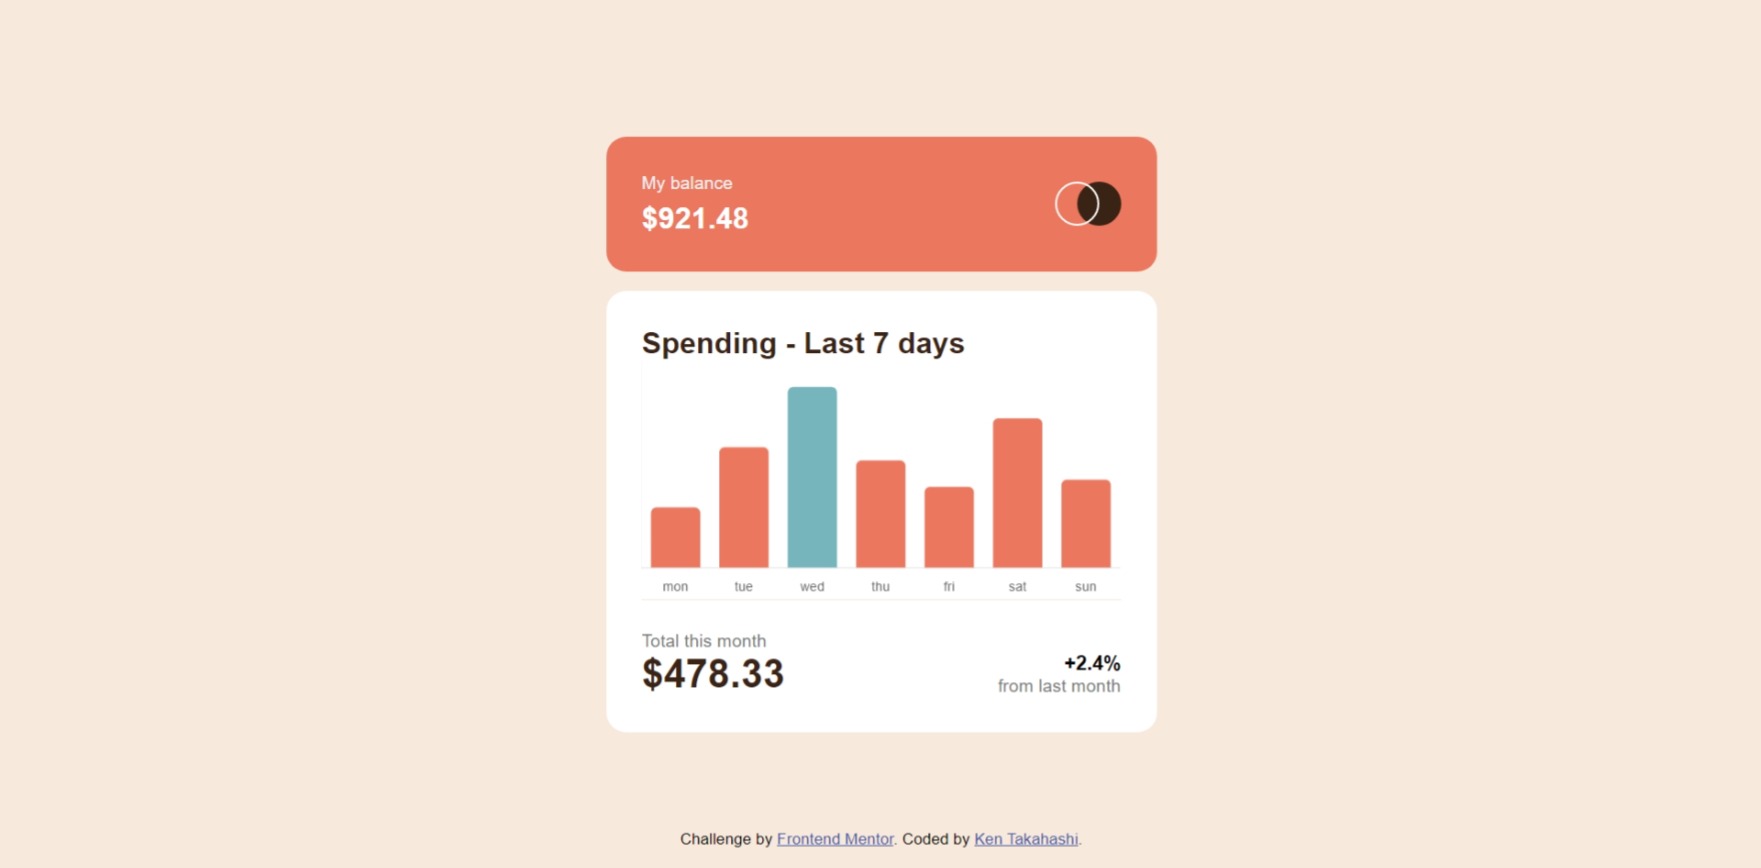 My balance
$921.48
Spending - Last 7 days
mon tue wed thu fri sat sun
Total this month
$478.33
+2.4%
from last month
Challenge by Frontend Mentor. Coded by Ken Takahashi.